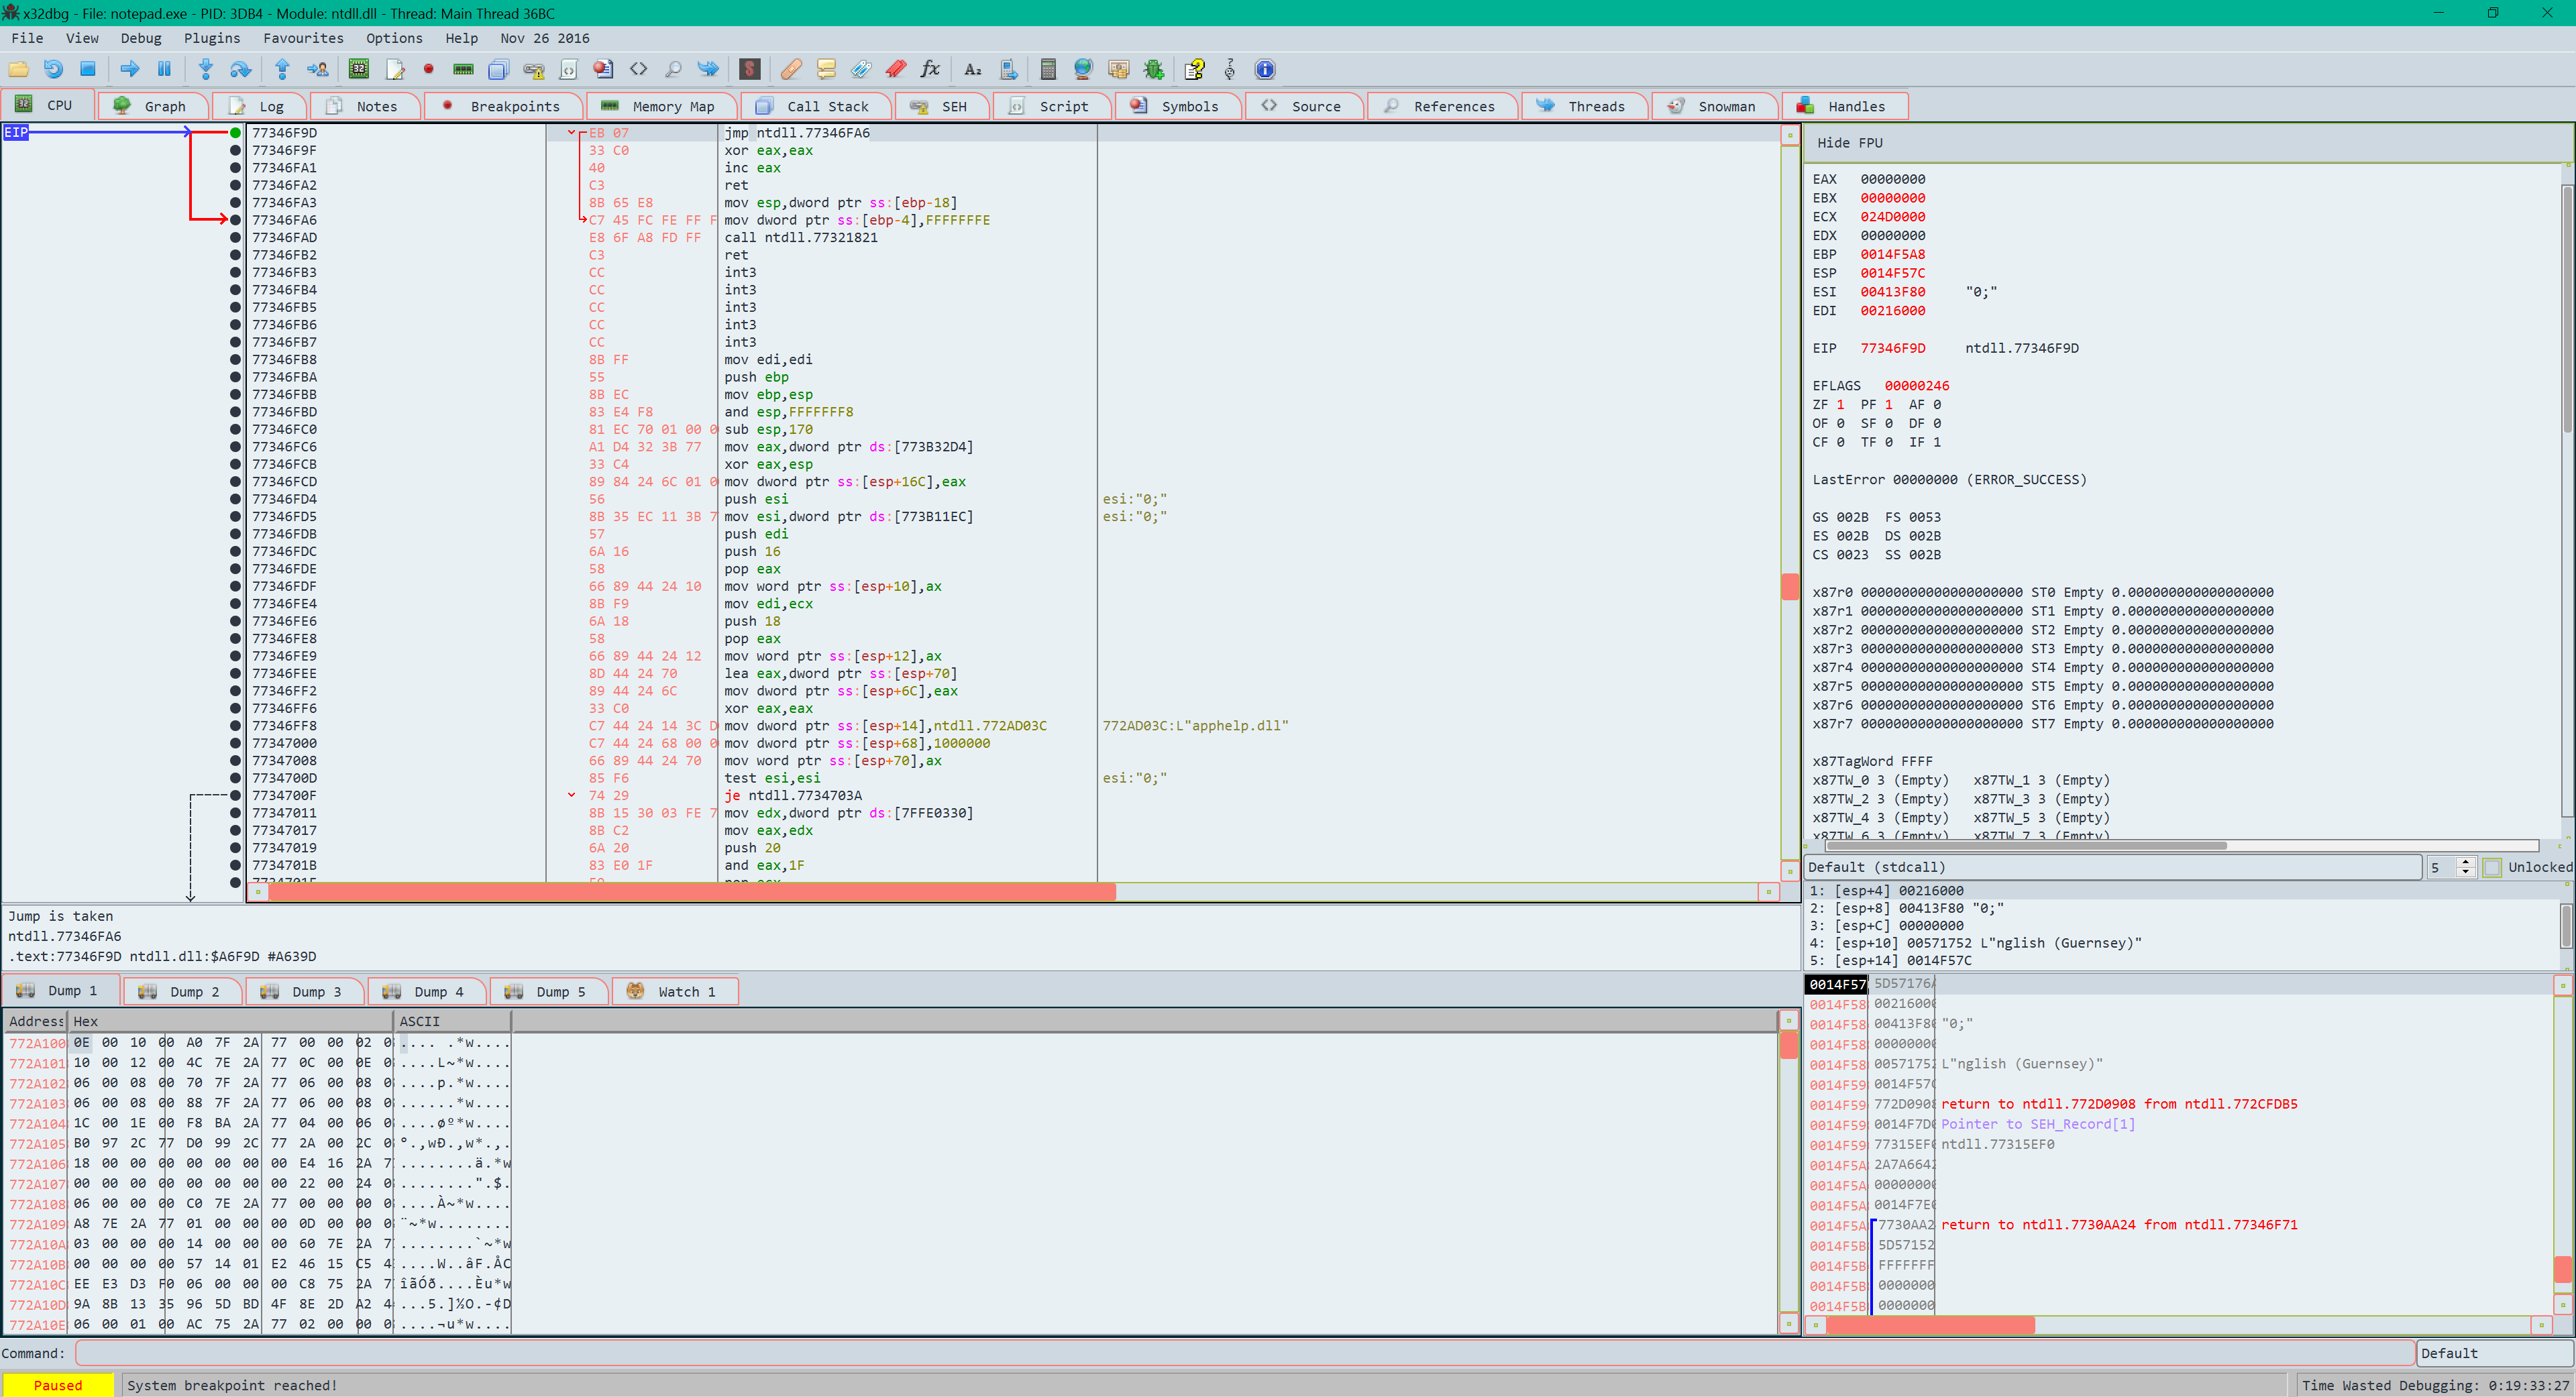 x32dbg - File: notepad.exe - PID: 3DB4 - Module: ntdll.dll - Thread: Main Thread 36BC
File View Debug Plugins Favourites Options Help Nov 26 2016
CPU Graph Log Notes Breakpoints Memory Map Call Stack SEH Script Symbols Source References Threads Snowman Handles
EIP
77346F9D EB 07 jmp ntdll.77346FA6
77346F9F 33 C0 xor eax,eax
77346FA1 40 inc eax
77346FA2 C3 ret
77346FA3 8B 65 E8 mov esp,dword ptr ss:[ebp-18]
77346FA6 C7 45 FC FE FF F mov dword ptr ss:[ebp-4],FFFFFFFE
77346FAD E8 6F A8 FD FF call ntdll.77321821
77346FB2 C3 ret
77346FB3 CC int3
77346FB4 CC int3
77346FB5 CC int3
77346FB6 CC int3
77346FB7 CC int3
77346FB8 8B FF mov edi,edi
77346FBA 55 push ebp
77346FBB 8B EC mov ebp,esp
77346FBD 83 E4 F8 and esp,FFFFFFF8
77346FC0 81 EC 70 01 00 0 sub esp,170
77346FC6 A1 D4 32 3B 77 mov eax,dword ptr ds:[773B32D4]
77346FCB 33 C4 xor eax,esp
77346FCD 89 84 24 6C 01 0 mov dword ptr ss:[esp+16C],eax
77346FD4 56 push esi esi:"0;"
77346FD5 8B 35 EC 11 3B 7 mov esi,dword ptr ds:[773B11EC] esi:"0;"
77346FDB 57 push edi
77346FDC 6A 16 push 16
77346FDE 58 pop eax
77346FDF 66 89 44 24 10 mov word ptr ss:[esp+10],ax
77346FE4 8B F9 mov edi,ecx
77346FE6 6A 18 push 18
77346FE8 58 pop eax
77346FE9 66 89 44 24 12 mov word ptr ss:[esp+12],ax
77346FEE 8D 44 24 70 lea eax,dword ptr ss:[esp+70]
77346FF2 89 44 24 6C mov dword ptr ss:[esp+6C],eax
77346FF6 33 C0 xor eax,eax
77346FF8 C7 44 24 14 3C D mov dword ptr ss:[esp+14],ntdll.772AD03C 772AD03C:L"apphelp.dll"
77347000 C7 44 24 68 00 0 mov dword ptr ss:[esp+68],1000000
77347008 66 89 44 24 70 mov word ptr ss:[esp+70],ax
7734700D 85 F6 test esi,esi esi:"0;"
7734700F 74 29 je ntdll.7734703A
77347011 8B 15 30 03 FE 7 mov edx,dword ptr ds:[7FFE0330]
77347017 8B C2 mov eax,edx
77347019 6A 20 push 20
7734701B 83 E0 1F and eax,1F
Jump is taken
ntdll.77346FA6
.text:77346F9D ntdll.dll:$A6F9D #A639D
Hide FPU
EAX 00000000
EBX 00000000
ECX 024D0000
EDX 00000000
EBP 0014F5A8
ESP 0014F57C
ESI 00413F80 "0;"
EDI 00216000
EIP 77346F9D ntdll.77346F9D
EFLAGS 00000246
ZF 1 PF 1 AF 0
OF 0 SF 0 DF 0
CF 0 TF 0 IF 1
LastError 00000000 (ERROR_SUCCESS)
GS 002B FS 0053
ES 002B DS 002B
CS 0023 SS 002B
x87r0 00000000000000000000 ST0 Empty 0.000000000000000000
x87r1 00000000000000000000 ST1 Empty 0.000000000000000000
x87r2 00000000000000000000 ST2 Empty 0.000000000000000000
x87r3 00000000000000000000 ST3 Empty 0.000000000000000000
x87r4 00000000000000000000 ST4 Empty 0.000000000000000000
x87r5 00000000000000000000 ST5 Empty 0.000000000000000000
x87r6 00000000000000000000 ST6 Empty 0.000000000000000000
x87r7 00000000000000000000 ST7 Empty 0.000000000000000000
x87TagWord FFFF
x87TW_0 3 (Empty) x87TW_1 3 (Empty)
x87TW_2 3 (Empty) x87TW_3 3 (Empty)
x87TW_4 3 (Empty) x87TW_5 3 (Empty)
x87TW_6 3 (Empty) x87TW_7 3 (Empty)
Default (stdcall) 5 Unlocked
1: [esp+4] 00216000
2: [esp+8] 00413F80 "0;"
3: [esp+C] 00000000
4: [esp+10] 00571752 L"nglish (Guernsey)"
5: [esp+14] 0014F57C
Dump 1 Dump 2 Dump 3 Dump 4 Dump 5 Watch 1
Address Hex ASCII
772A100 0E 00 10 00 A0 7F 2A 77 00 00 02 0 .... .*w....
772A101 10 00 12 00 4C 7E 2A 77 0C 00 0E 0 ....L~*w....
772A102 06 00 08 00 70 7F 2A 77 06 00 08 0 ....p.*w....
772A103 06 00 08 00 88 7F 2A 77 06 00 08 0 ......*w....
772A104 1C 00 1E 00 F8 BA 2A 77 04 00 06 0 ....øº*w....
772A105 B0 97 2C 77 D0 99 2C 77 2A 00 2C 0 °.,wÐ.,w*.,.
772A106 18 00 00 00 00 00 00 00 E4 16 2A 7 ........ä.*w
772A107 00 00 00 00 00 00 00 00 22 00 24 0 ........".$.
772A108 06 00 00 00 C0 7E 2A 77 00 00 00 0 ....À~*w....
772A109 A8 7E 2A 77 01 00 00 00 0D 00 00 0 ¨~*w........
772A10A 03 00 00 00 14 00 00 00 60 7E 2A 7 ........`~*w
772A10B 00 00 00 00 57 14 01 E2 46 15 C5 4 ....W..âF.ÅC
772A10C EE E3 D3 F0 06 00 00 00 C8 75 2A 7 îãÓð....Èu*w
772A10D 9A 8B 13 35 96 5D BD 4F 8E 2D A2 4 ...5.]½O.-¢D
772A10E 06 00 01 00 AC 75 2A 77 02 00 00 0 ....¬u*w....
0014F57 5D57176A
0014F58 00216000
0014F58 00413F80 "0;"
0014F58 00000000
0014F58 00571752 L"nglish (Guernsey)"
0014F59 0014F57C
0014F59 772D0908 return to ntdll.772D0908 from ntdll.772CFDB5
0014F59 0014F7D0 Pointer to SEH_Record[1]
0014F59 77315EF0 ntdll.77315EF0
0014F5A 2A7A6642
0014F5A 00000000
0014F5A 0014F7E0
0014F5A 7730AA2 return to ntdll.7730AA24 from ntdll.77346F71
0014F5B 5D57152
0014F5B FFFFFFF
0014F5B 0000000
0014F5B 0000000
Command: Default
Paused System breakpoint reached! Time Wasted Debugging: 0:19:33:27